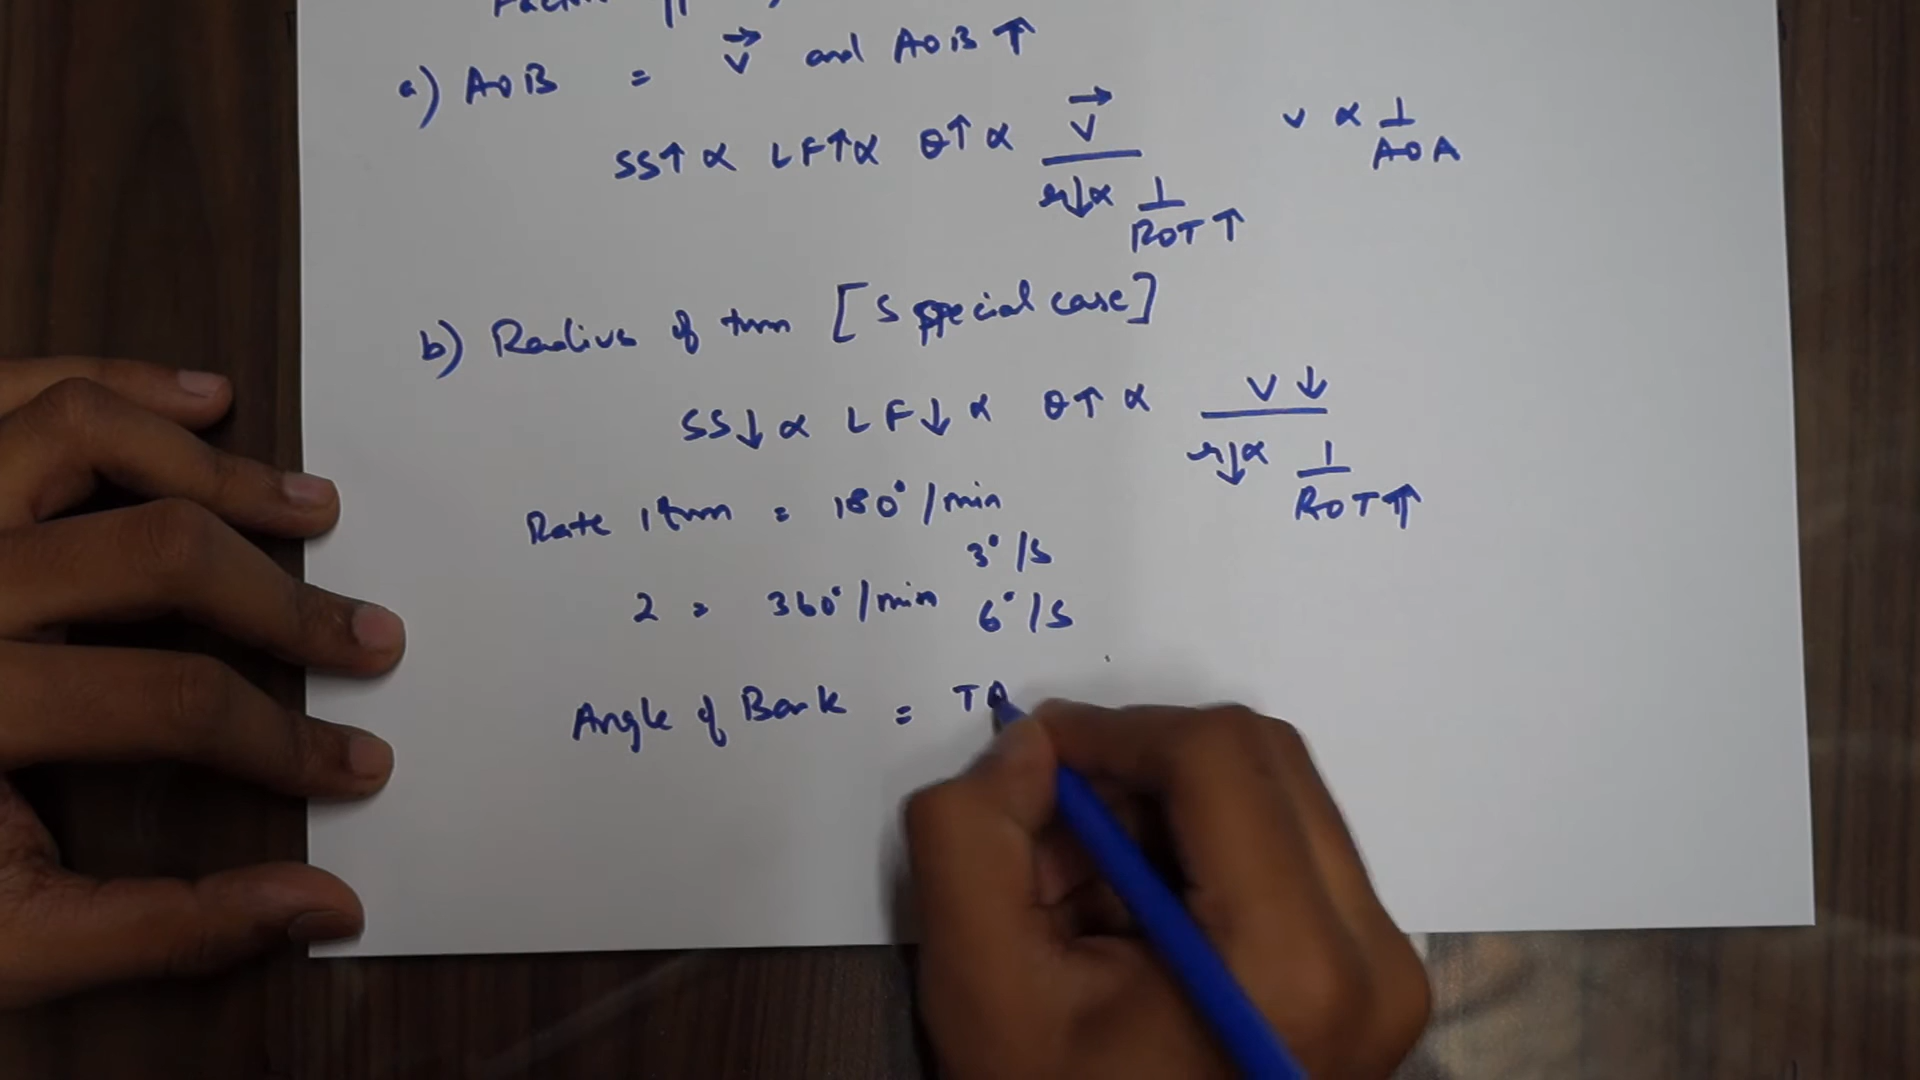 a) AOB = v⃗ and AOB ↑
SS↑ ∝ LF↑ ∝ θ↑ ∝ v⃗ / r↓ ∝ 1/ROT↑
v ∝ 1/AOA
b) Radius of turn [S special case]
SS↓ ∝ LF↓ ∝ θ↑ ∝ V↓ / r↓ ∝ 1/ROT↑
Rate 1 turn = 180°/min
3°/S
2 = 360°/min 6°/S
Angle of Bank = TA